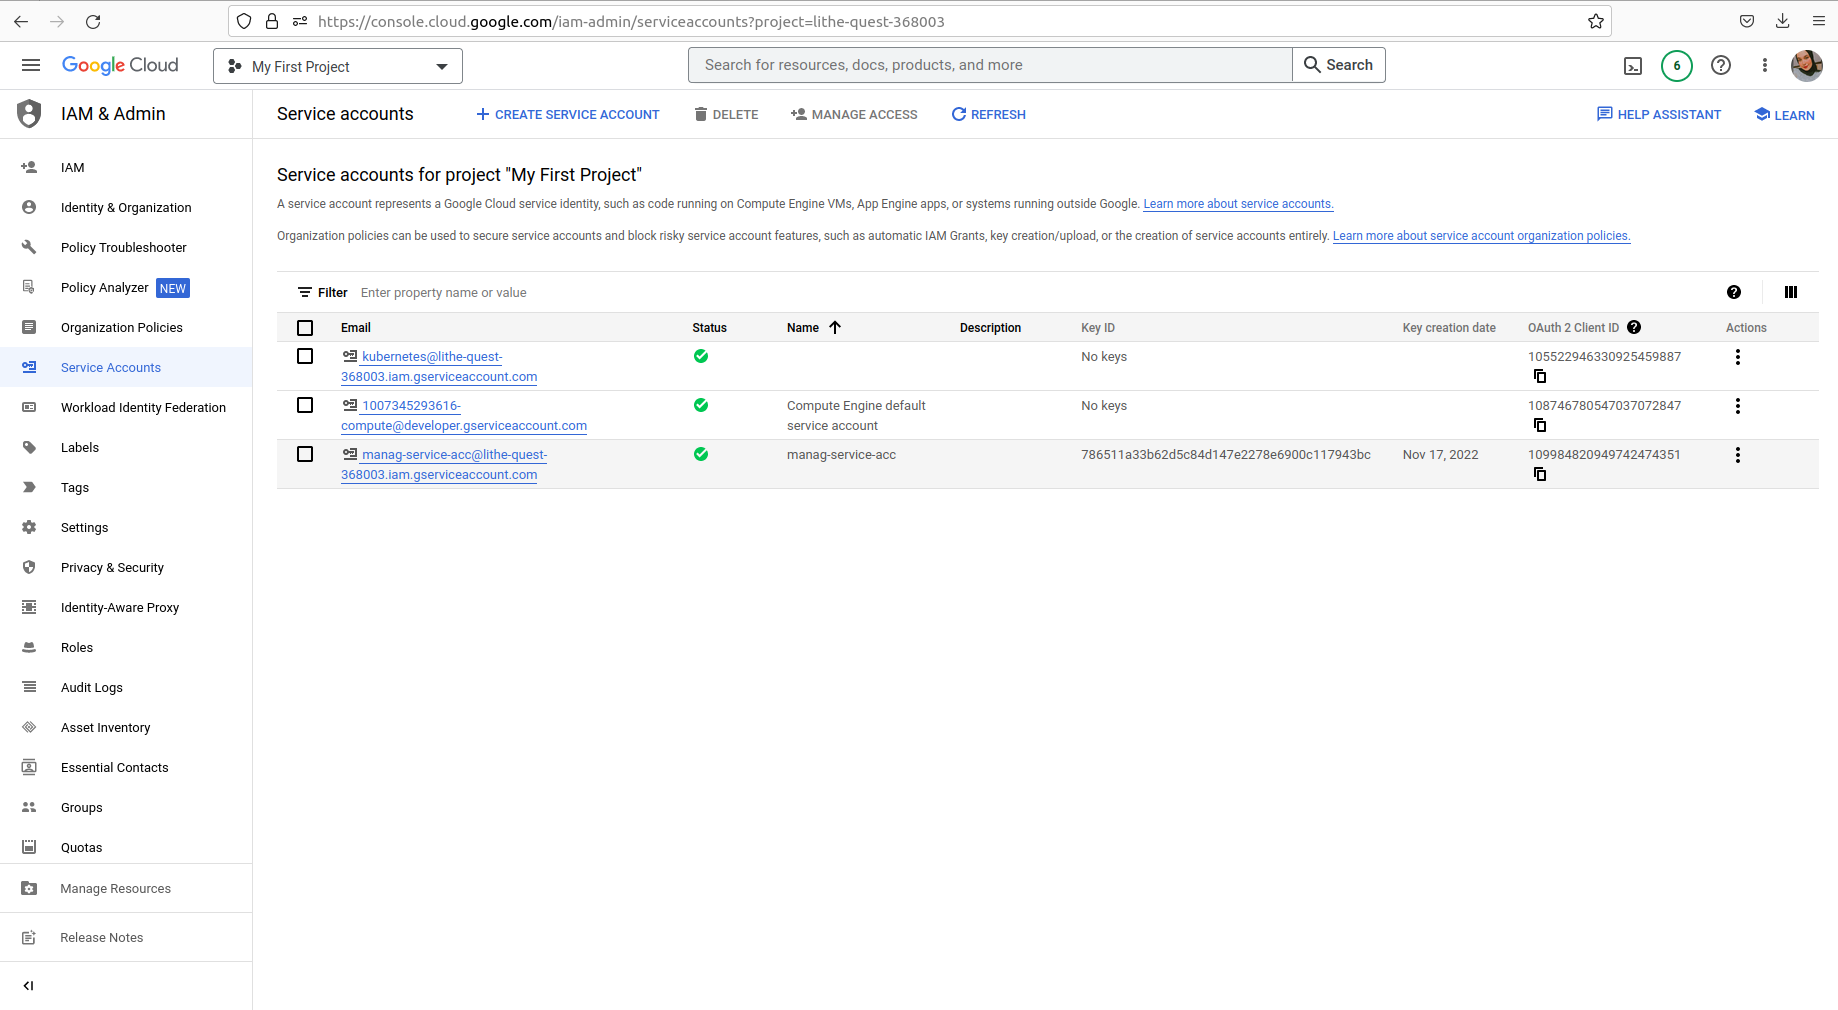 https://console.cloud.google.com/iam-admin/serviceaccounts?project=lithe-quest-368003
Google Cloud
My First Project
Search for resources, docs, products, and more
Search
6
IAM & Admin
Service accounts
CREATE SERVICE ACCOUNT
DELETE
MANAGE ACCESS
REFRESH
HELP ASSISTANT
LEARN
IAM
Identity & Organization
Policy Troubleshooter
Policy Analyzer NEW
Organization Policies
Service Accounts
Workload Identity Federation
Labels
Tags
Settings
Privacy & Security
Identity-Aware Proxy
Roles
Audit Logs
Asset Inventory
Essential Contacts
Groups
Quotas
Manage Resources
Release Notes
Service accounts for project "My First Project"
A service account represents a Google Cloud service identity, such as code running on Compute Engine VMs, App Engine apps, or systems running outside Google. Learn more about service accounts.
Organization policies can be used to secure service accounts and block risky service account features, such as automatic IAM Grants, key creation/upload, or the creation of service accounts entirely. Learn more about service account organization policies.
Filter Enter property name or value
Email Status Name Description Key ID Key creation date OAuth 2 Client ID Actions
kubernetes@lithe-quest- No keys 105522946330925459887
368003.iam.gserviceaccount.com
1007345293616- Compute Engine default No keys 108746780547037072847
compute@developer.gserviceaccount.com service account
manag-service-acc@lithe-quest- manag-service-acc 786511a33b62d5c84d147e2278e6900c117943bc Nov 17, 2022 109984820949742474351
368003.iam.gserviceaccount.com